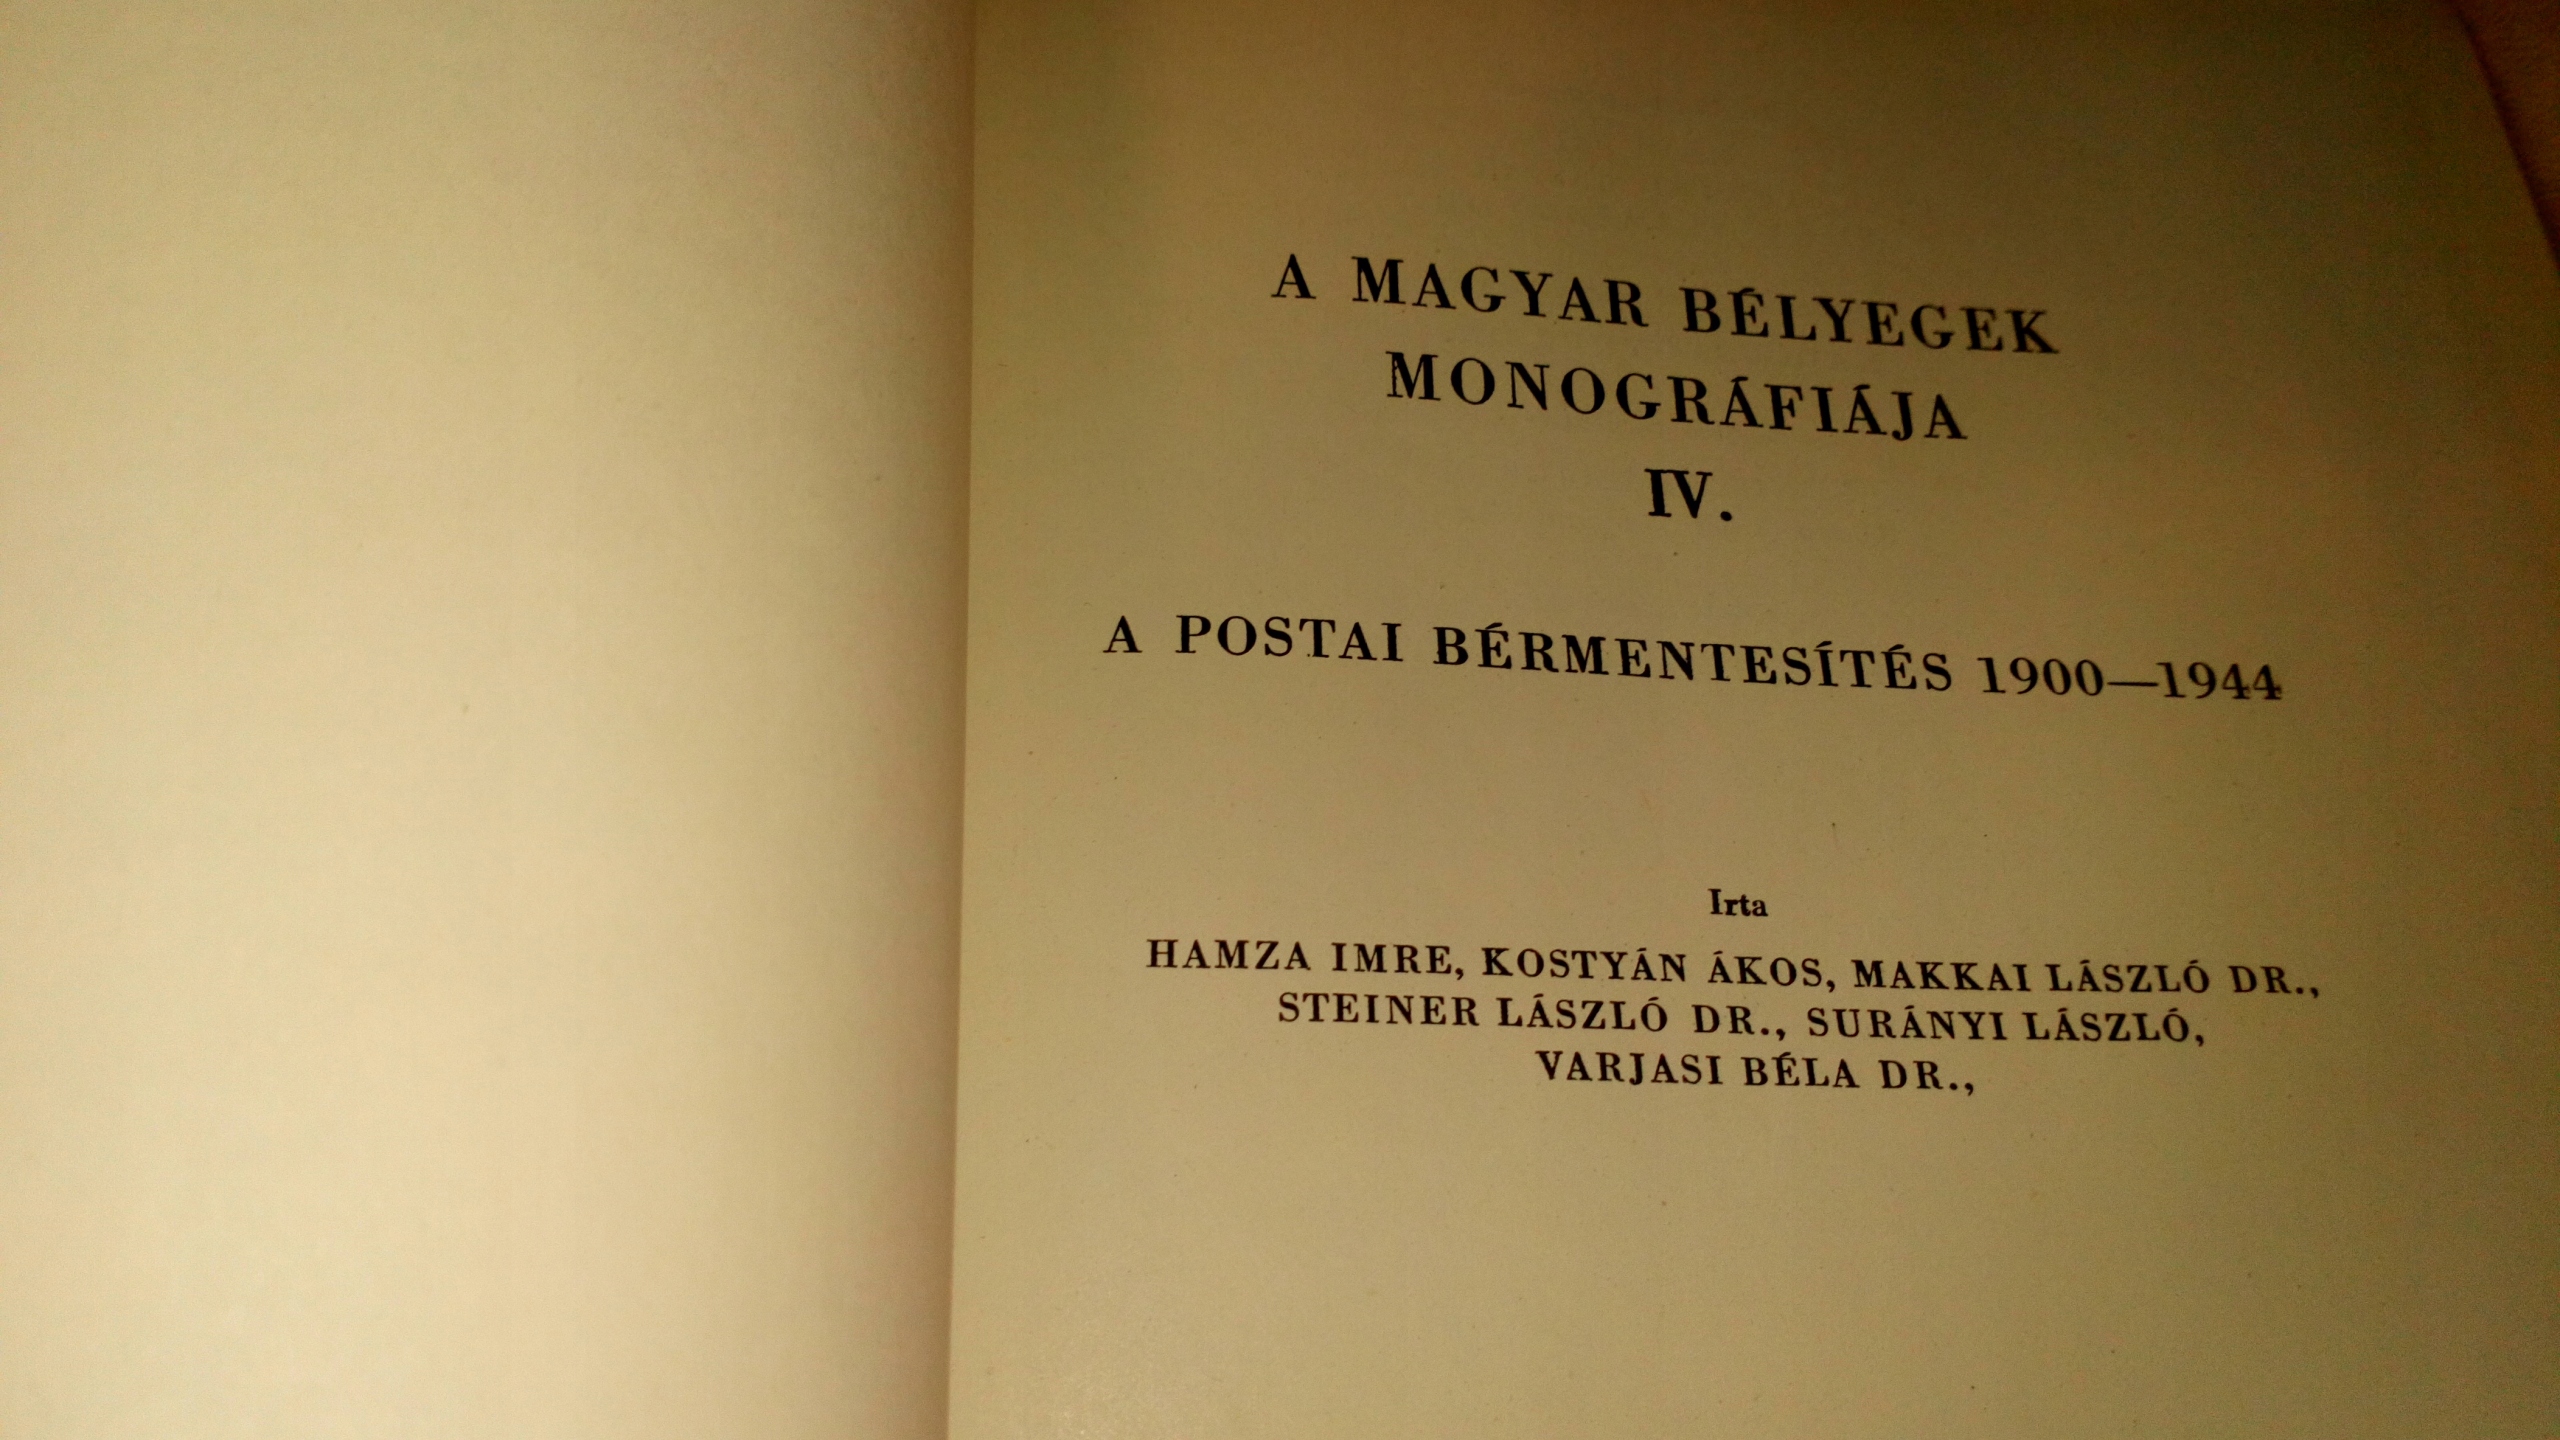 A MAGYAR BÉLYEGEK
MONOGRÁFIÁJA
IV.
A POSTAI BÉRMENTESÍTÉS 1900—1944
Irta
HAMZA IMRE, KOSTYÁN ÁKOS, MAKKAI LÁSZLÓ DR.,
STEINER LÁSZLÓ DR., SURÁNYI LÁSZLÓ,
VARJASI BÉLA DR.,